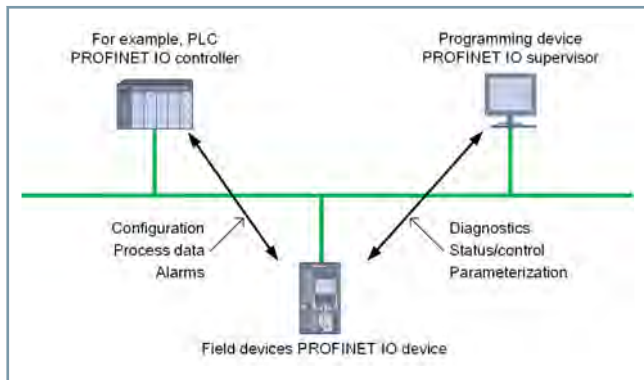 For example, PLC
PROFINET IO controller
Programming device
PROFINET IO supervisor
Configuration
Process data
Alarms
Diagnostics
Status/control
Parameterization
Field devices PROFINET IO device